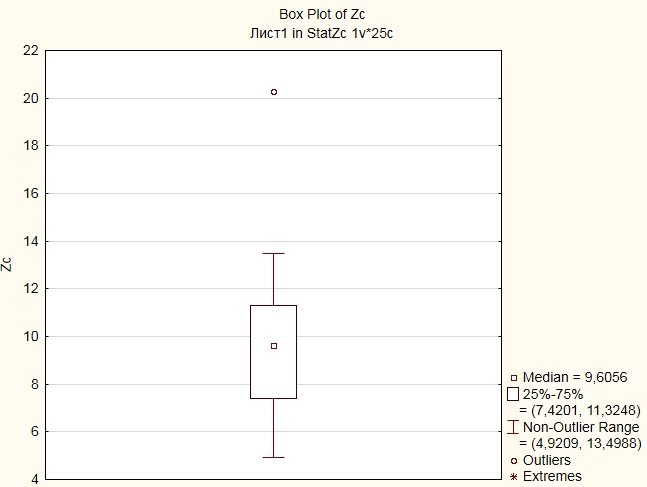 Box Plot of Zc
Лист1 in StatZc 1v*25c
22
20
18
16
14
12
10
8
6
4
Zc
Median = 9,6056
25%-75%
= (7,4201, 11,3248)
Non-Outlier Range
= (4,9209, 13,4988)
Outliers
Extremes